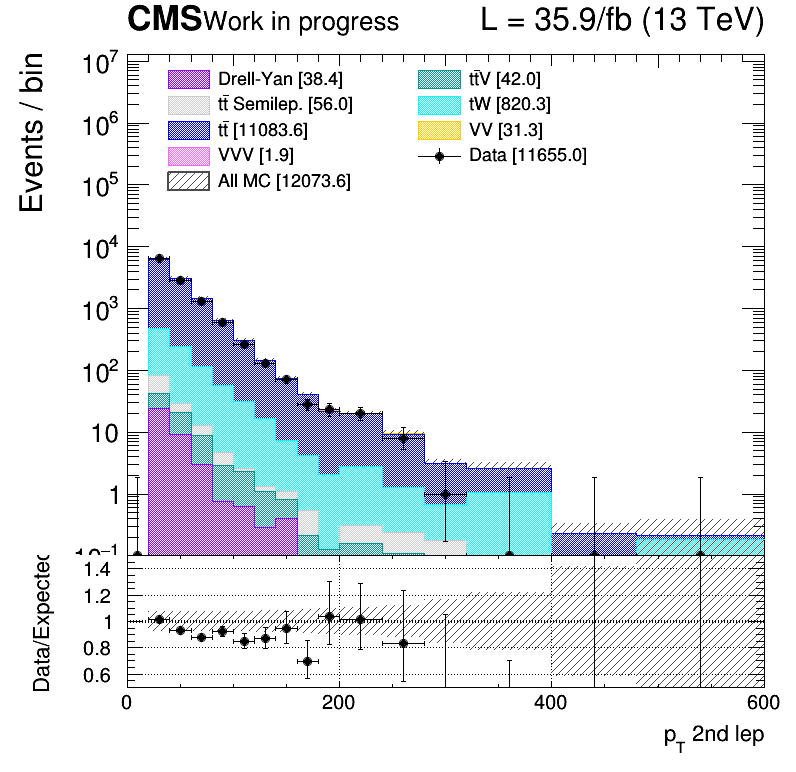 CMS Work in progress L = 35.9/fb (13 TeV)
Events / bin
Drell-Yan [38.4]
tt̄ Semilep. [56.0]
tt̄ [11083.6]
VVV [1.9]
All MC [12073.6]
tt̄V [42.0]
tW [820.3]
VV [31.3]
Data [11655.0]
10⁷
10⁶
10⁵
10⁴
10³
10²
10
1
10⁻¹
Data/Expected
1.4
1.2
1
0.8
0.6
0 200 400 600
p_T 2nd lep